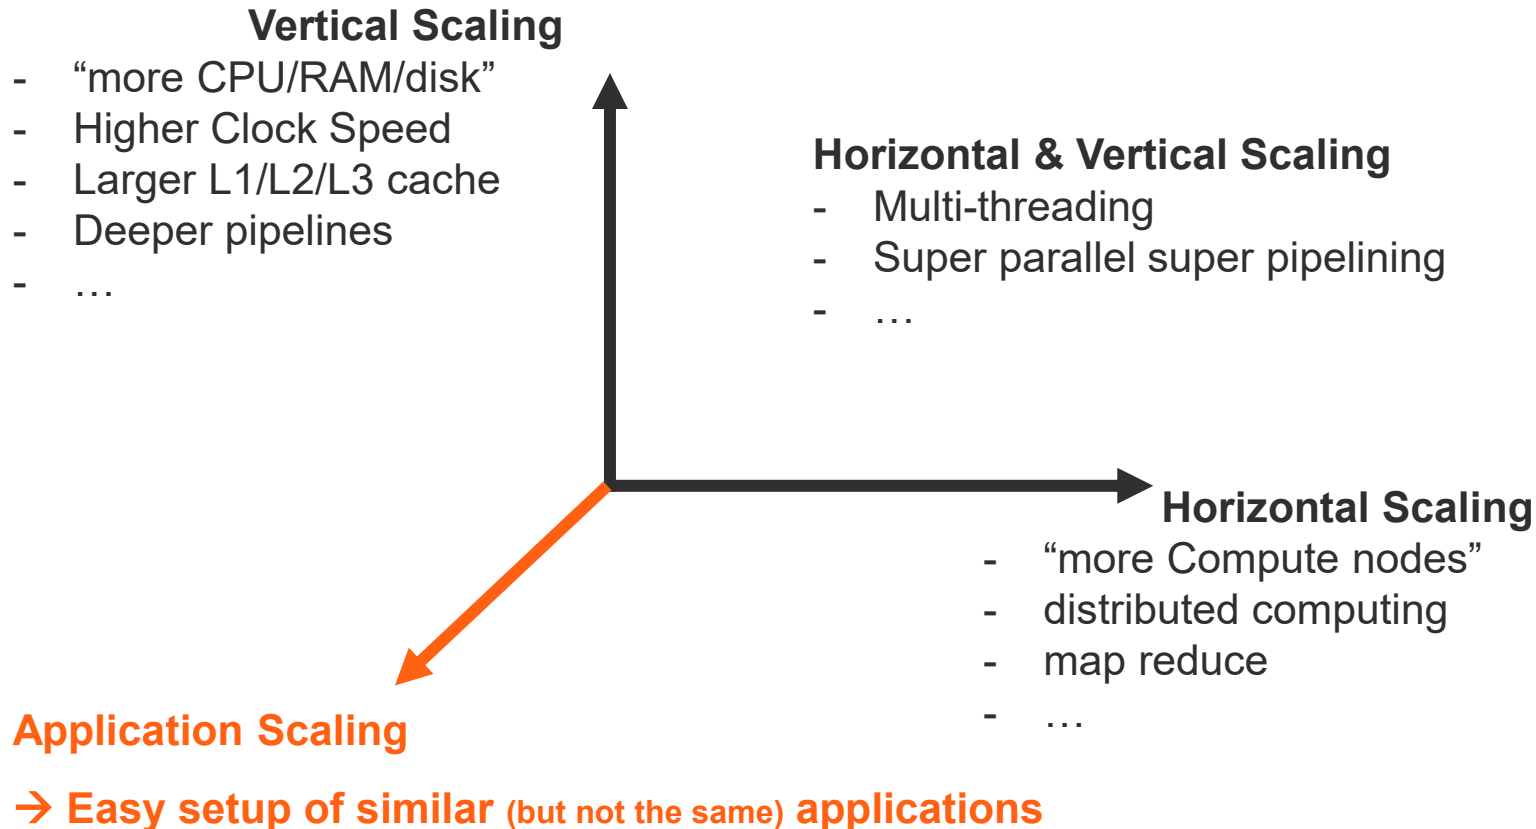 Vertical Scaling
- “more CPU/RAM/disk”
- Higher Clock Speed
- Larger L1/L2/L3 cache
- Deeper pipelines
- …
Horizontal & Vertical Scaling
- Multi-threading
- Super parallel super pipelining
- …
Horizontal Scaling
- “more Compute nodes”
- distributed computing
- map reduce
- …
Application Scaling
→ Easy setup of similar (but not the same) applications